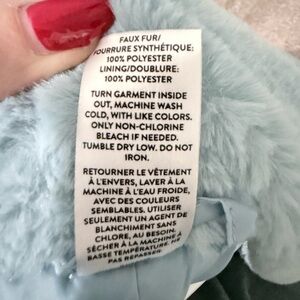 FAUX FUR/
FOURRURE SYNTHÉTIQUE:
100% POLYESTER
LINING/DOUBLURE:
100% POLYESTER
TURN GARMENT INSIDE
OUT, MACHINE WASH
COLD, WITH LIKE COLORS.
ONLY NON-CHLORINE
BLEACH IF NEEDED.
TUMBLE DRY LOW. DO NOT
IRON.
RETOURNER LE VÊTEMENT
À L'ENVERS, LAVER À LA
MACHINE À L'EAU FROIDE,
AVEC DES COULEURS
SEMBLABLES, UTILISER
SEULEMENT UN AGENT DE
BLANCHIMENT SANS
CHLORE, AU BESOIN.
SÉCHER À LA MACHINE À
BASSE TEMPÉRATURE. NE
PAS REPASSER.